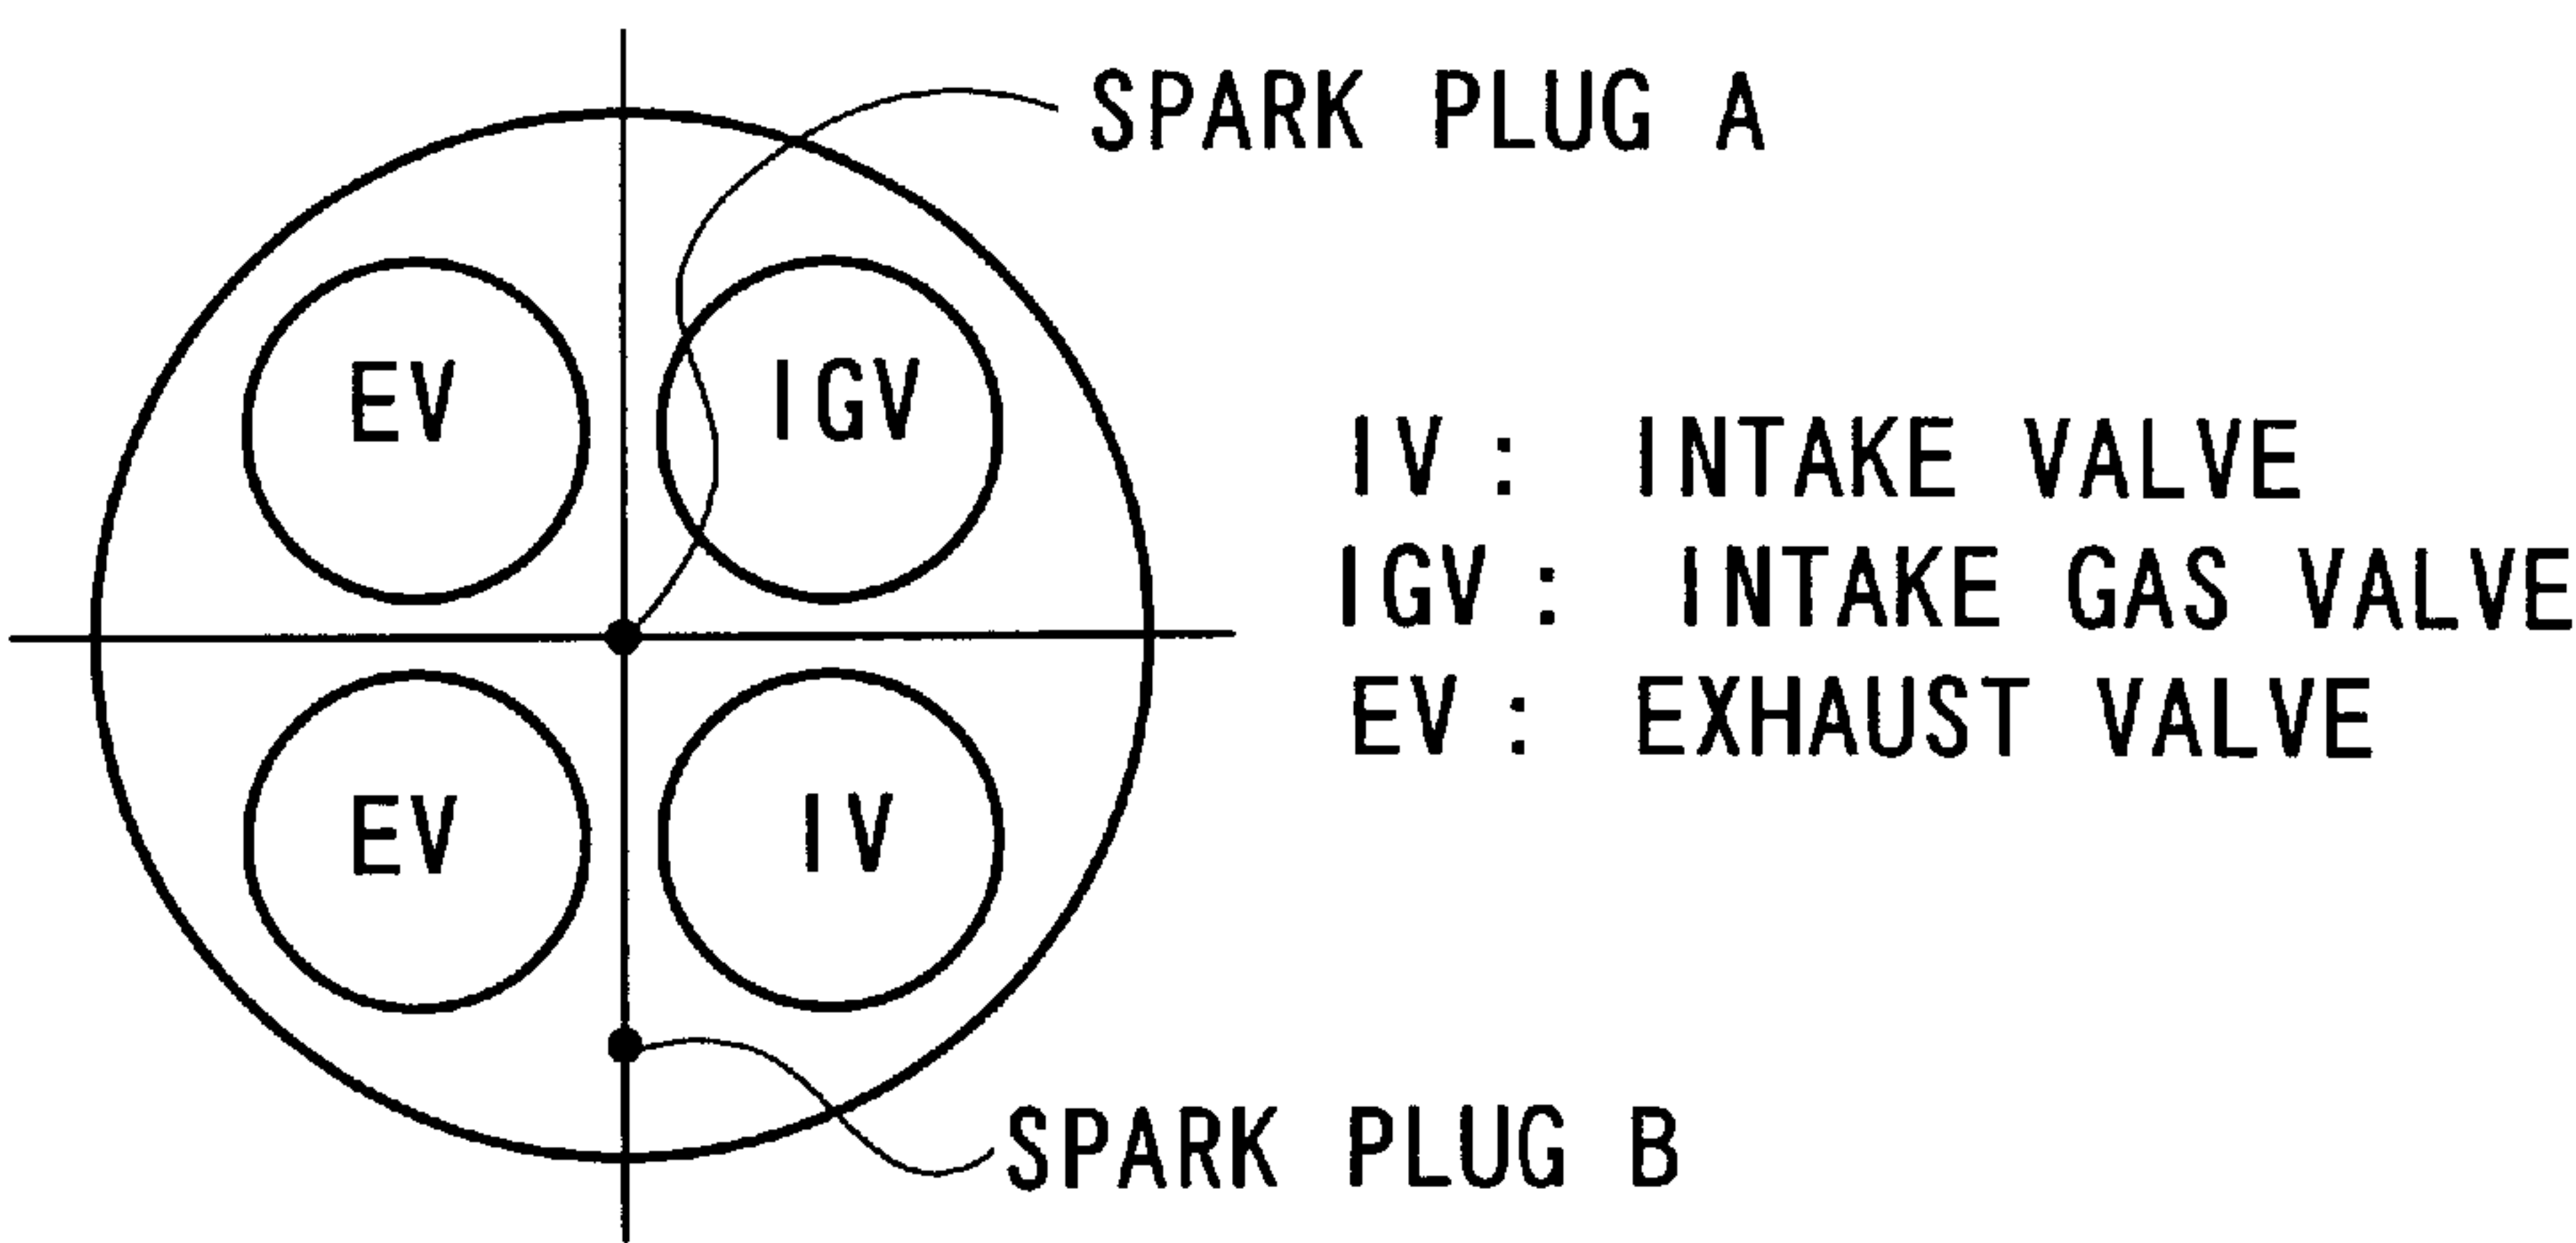 SPARK PLUG A
EV
IGV
IV : INTAKE VALVE
IGV : INTAKE GAS VALVE
EV : EXHAUST VALVE
EV
IV
SPARK PLUG B